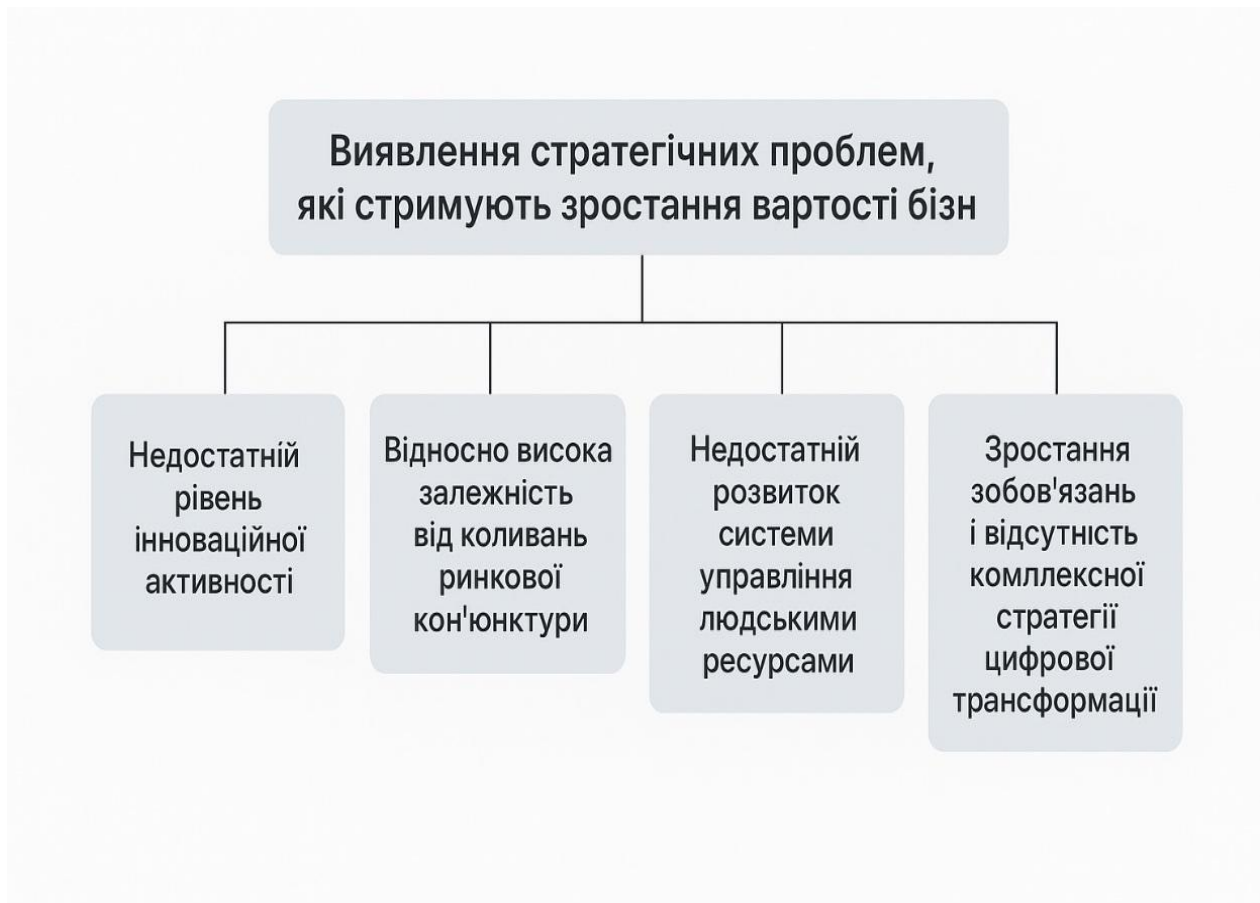 Виявлення стратегічних проблем,
які стримують зростання вартості бізн
Недостатній
рівень
інноваційної
активності
Відносно висока
залежність
від коливань
ринкової
кон'юнктури
Недостатній
розвиток
системи
управління
людськими
ресурсами
Зростання
зобов'язань
і відсутність
комллексної
стратегії
цифрової
трансформації